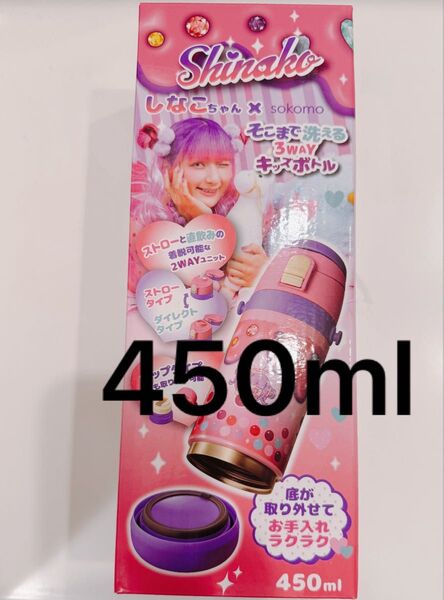 Shinako
しなこちゃん × sokomo
そこまで洗える
3WAY
キッズボトル
ストローと直飲みの
着脱可能な
2WAYユニット
ストロー
タイプ
ダイレクト
タイプ
450ml
底が
取り外せて
お手入れ
ラクラク
450ml